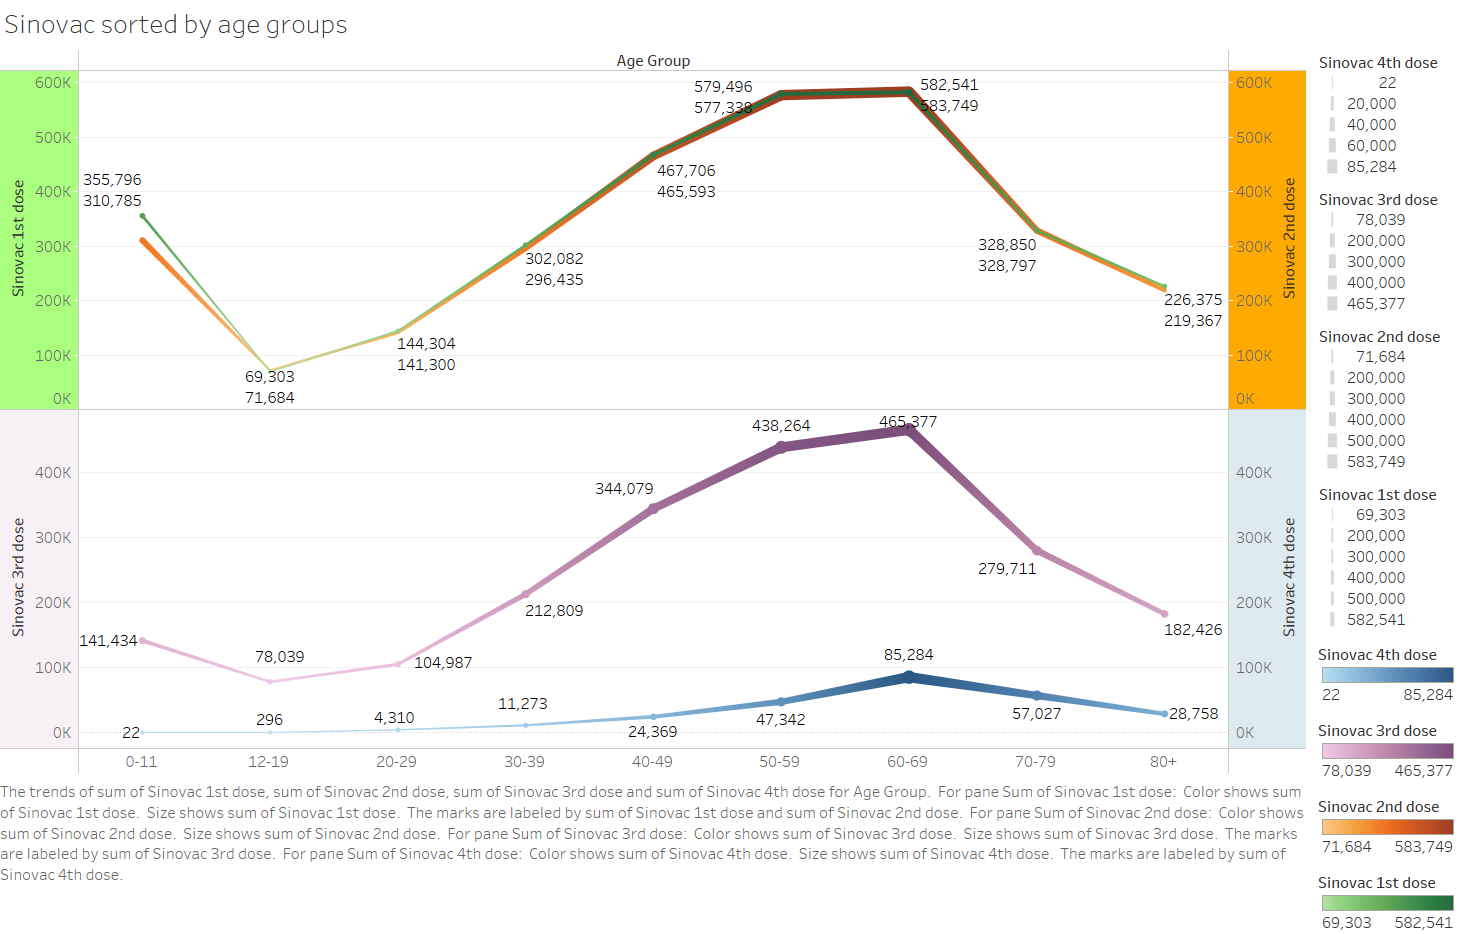 Sinovac sorted by age groups
Age Group
Sinovac 1st dose
600K
500K
400K
300K
200K
100K
0K
355,796
310,785
69,303
71,684
144,304
141,300
302,082
296,435
467,706
465,593
579,496
577,338
582,541
583,749
328,850
328,797
226,375
219,367
Sinovac 2nd dose
600K
500K
400K
300K
200K
100K
0K
Sinovac 3rd dose
400K
300K
200K
100K
0K
141,434
78,039
104,987
212,809
344,079
438,264
465,377
279,711
182,426
22
296
4,310
11,273
24,369
47,342
85,284
57,027
28,758
Sinovac 4th dose
400K
300K
200K
100K
0K
0-11 12-19 20-29 30-39 40-49 50-59 60-69 70-79 80+
The trends of sum of Sinovac 1st dose, sum of Sinovac 2nd dose, sum of Sinovac 3rd dose and sum of Sinovac 4th dose for Age Group. For pane Sum of Sinovac 1st dose: Color shows sum
of Sinovac 1st dose. Size shows sum of Sinovac 1st dose. The marks are labeled by sum of Sinovac 1st dose and sum of Sinovac 2nd dose. For pane Sum of Sinovac 2nd dose: Color shows
sum of Sinovac 2nd dose. Size shows sum of Sinovac 2nd dose. For pane Sum of Sinovac 3rd dose: Color shows sum of Sinovac 3rd dose. Size shows sum of Sinovac 3rd dose. The marks
are labeled by sum of Sinovac 3rd dose. For pane Sum of Sinovac 4th dose: Color shows sum of Sinovac 4th dose. Size shows sum of Sinovac 4th dose. The marks are labeled by sum of
Sinovac 4th dose.
Sinovac 4th dose
22
20,000
40,000
60,000
85,284
Sinovac 3rd dose
78,039
200,000
300,000
400,000
465,377
Sinovac 2nd dose
71,684
200,000
300,000
400,000
500,000
583,749
Sinovac 1st dose
69,303
200,000
300,000
400,000
500,000
582,541
Sinovac 4th dose
22 85,284
Sinovac 3rd dose
78,039 465,377
Sinovac 2nd dose
71,684 583,749
Sinovac 1st dose
69,303 582,541